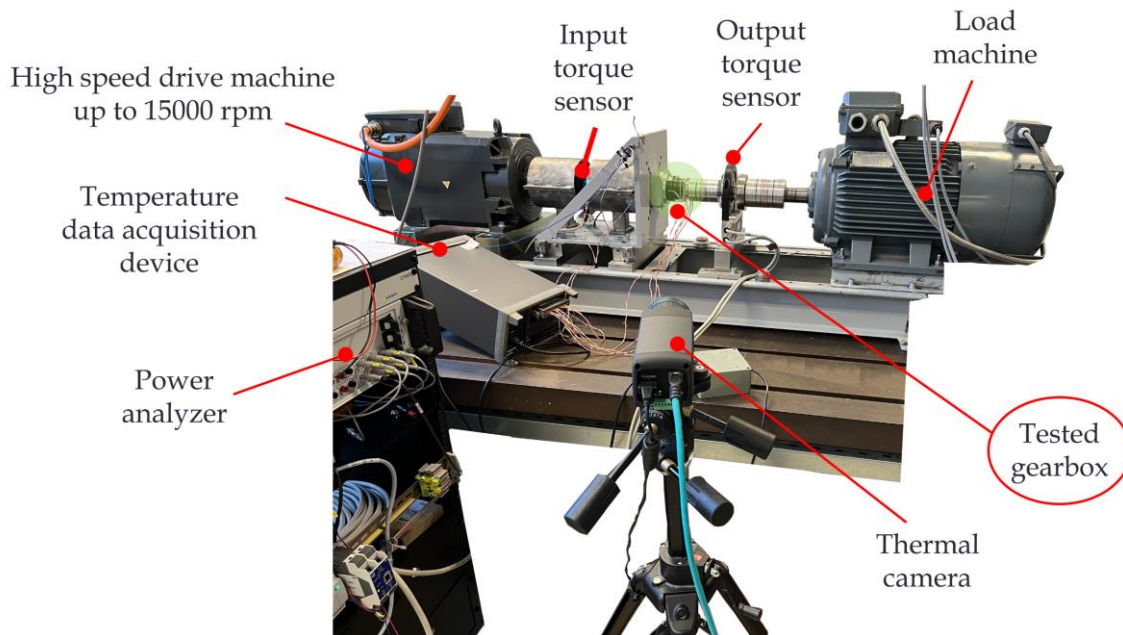 High speed drive machine
up to 15000 rpm
Input
torque
sensor
Output
torque
sensor
Load
machine
Temperature
data acquisition
device
Power
analyzer
Tested
gearbox
Thermal
camera